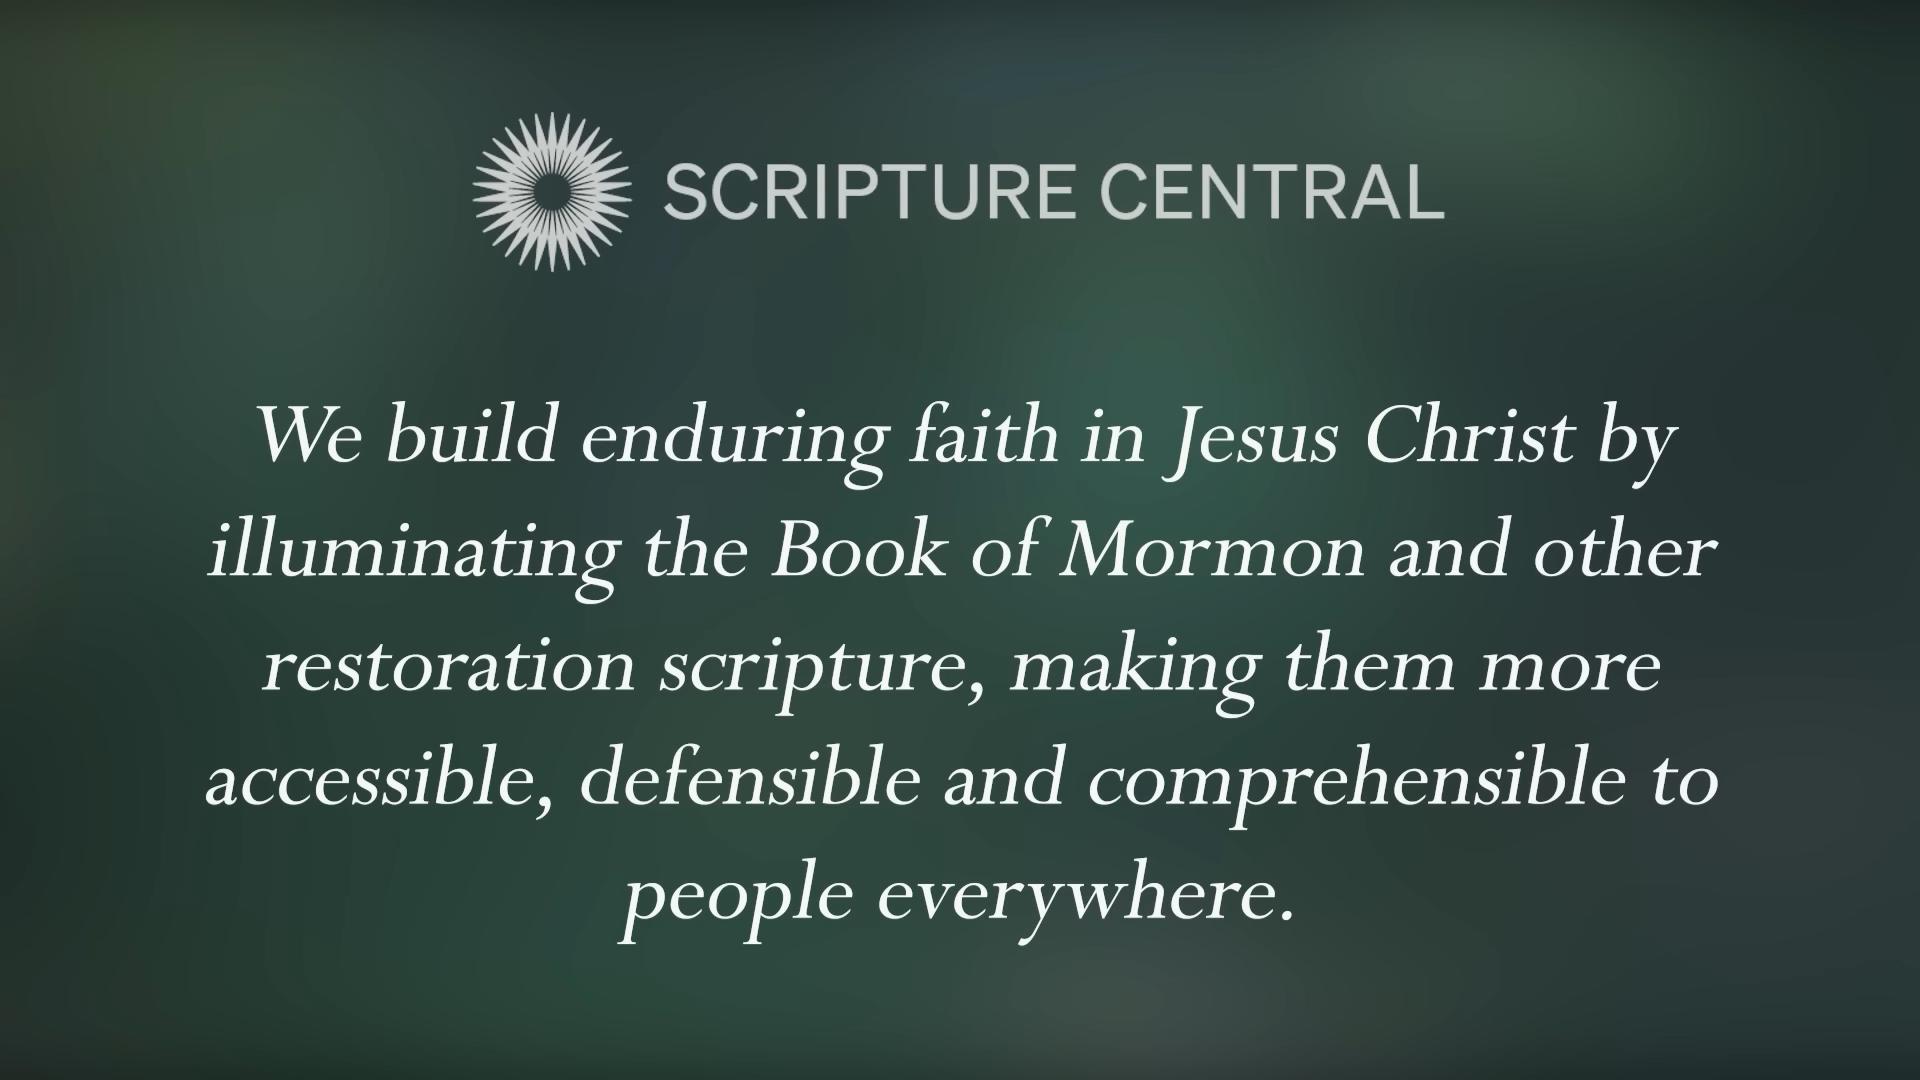 SCRIPTURE CENTRAL
We build enduring faith in Jesus Christ by
illuminating the Book of Mormon and other
restoration scripture, making them more
accessible, defensible and comprehensible to
people everywhere.